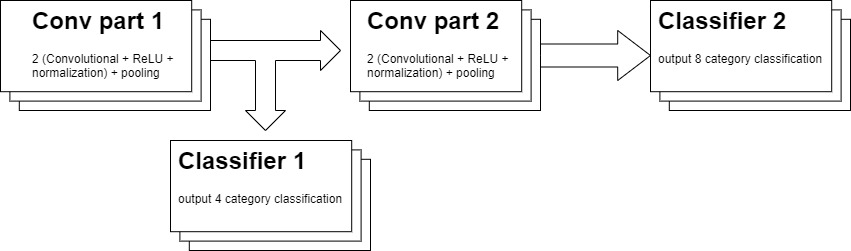 Conv part 1
2 (Convolutional + ReLU +
normalization) + pooling
Conv part 2
2 (Convolutional + ReLU +
normalization) + pooling
Classifier 2
output 8 category classification
Classifier 1
output 4 category classification